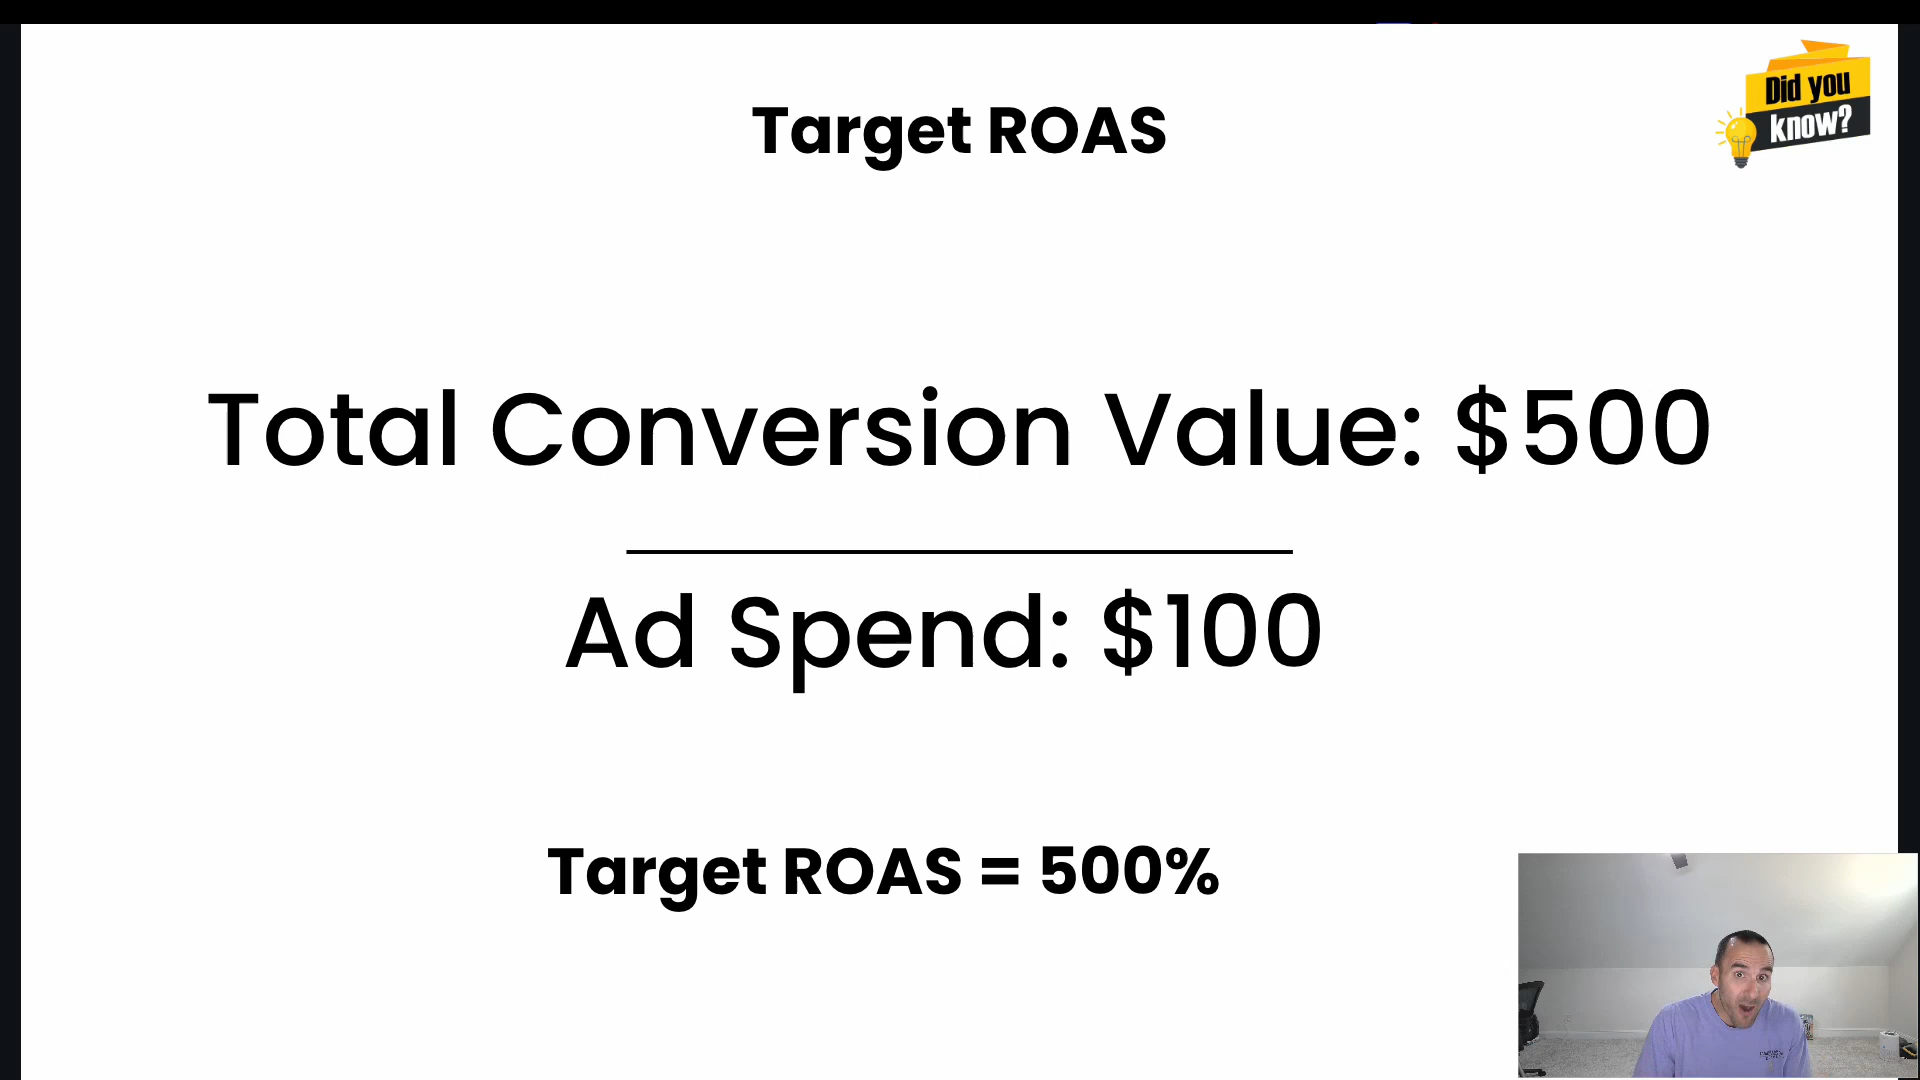 Target ROAS
Did you
know?
Total Conversion Value: $500
Ad Spend: $100
Target ROAS = 500%